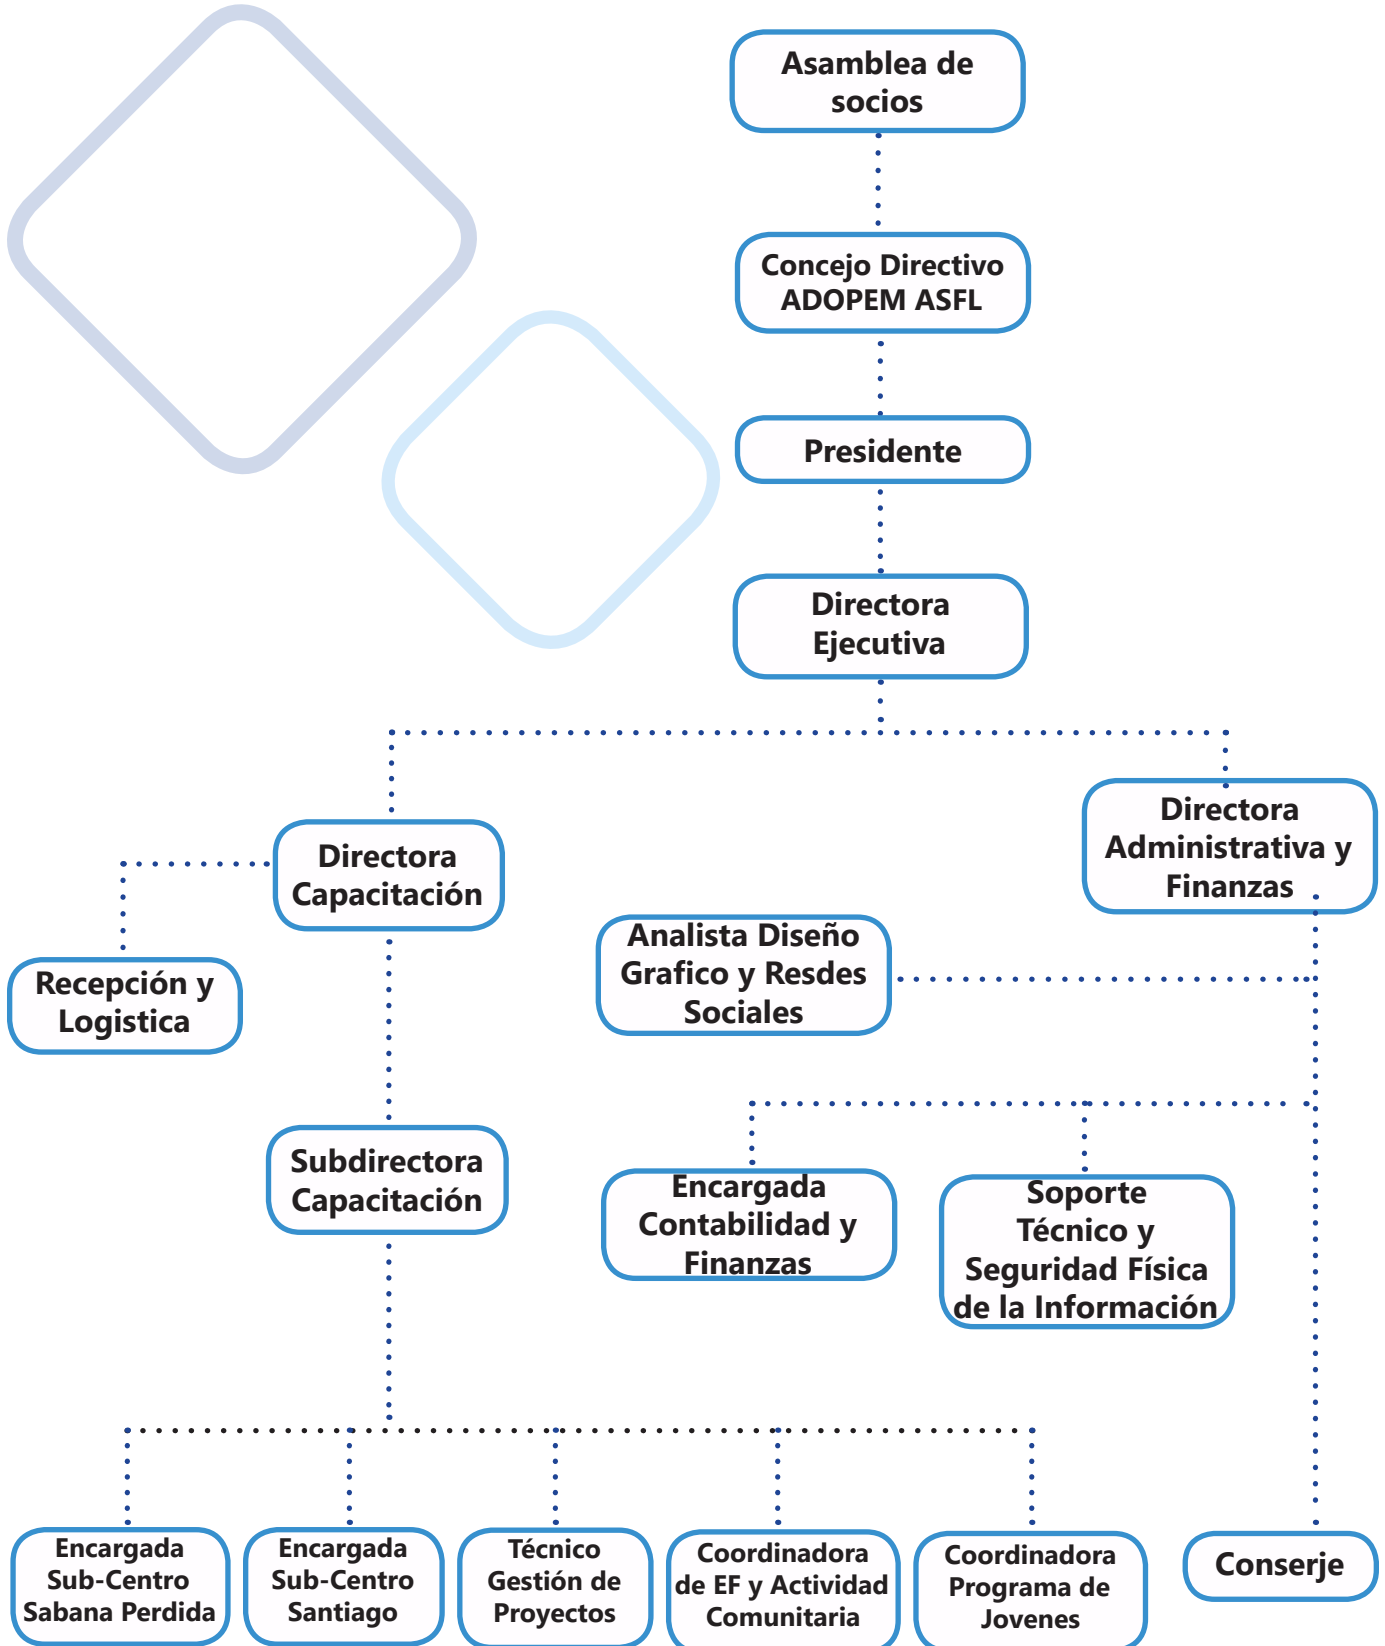 Asamblea de
socios
Concejo Directivo
ADOPEM ASFL
Presidente
Directora
Ejecutiva
Directora
Capacitación
Directora
Administrativa y
Finanzas
Recepción y
Logistica
Analista Diseño
Grafico y Resdes
Sociales
Subdirectora
Capacitación
Encargada
Contabilidad y
Finanzas
Soporte
Técnico y
Seguridad Física
de la Información
Encargada
Sub-Centro
Sabana Perdida
Encargada
Sub-Centro
Santiago
Técnico
Gestión de
Proyectos
Coordinadora
de EF y Actividad
Comunitaria
Coordinadora
Programa de
Jovenes
Conserje